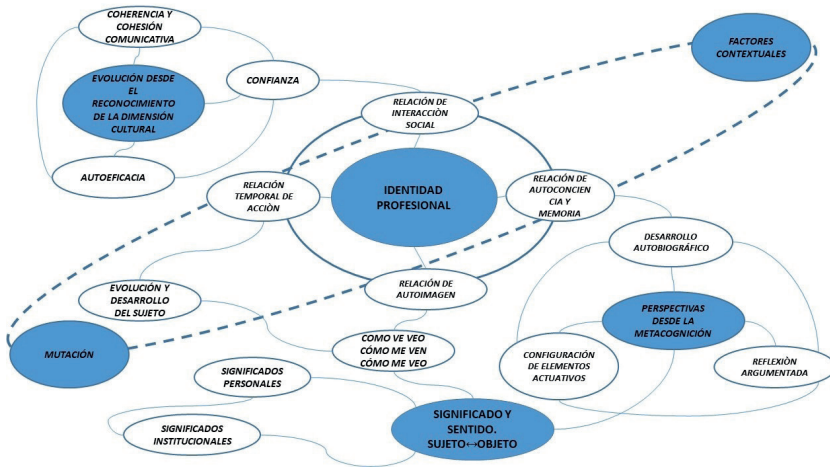 COHERENCIA Y
COHESIÓN
COMUNICATIVA
FACTORES
CONTEXTUALES
EVOLUCIÓN DESDE
EL
RECONOCIMIENTO
DE LA DIMENSIÓN
CULTURAL
CONFIANZA
RELACIÓN DE
INTERACCIÒN
SOCIAL
AUTOEFICACIA
RELACIÓN
TEMPORAL DE
ACCIÒN
IDENTIDAD
PROFESIONAL
RELACIÓN DE
AUTOCONCIEN
CIA Y
MEMORIA
DESARROLLO
AUTOBIOGRÁFICO
EVOLUCIÓN Y
DESARROLLO
DEL SUJETO
RELACIÓN DE
AUTOIMAGEN
PERSPECTIVAS
DESDE LA
METACOGNICIÓN
MUTACIÓN
COMO VE VEO
CÓMO ME VEN
CÓMO ME VEO
CONFIGURACIÓN
DE ELEMENTOS
ACTUATIVOS
REFLEXIÒN
ARGUMENTADA
SIGNIFICADOS
PERSONALES
SIGNIFICADO Y
SENTIDO.
SUJETO↔OBJETO
SIGNIFICADOS
INSTITUCIONALES